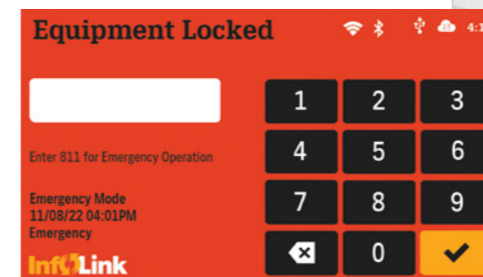 Equipment Locked
4:1
1 2 3
Enter 811 for Emergency Operation
4 5 6
Emergency Mode
11/08/22 04:01PM
Emergency
7 8 9
InfoLink
0